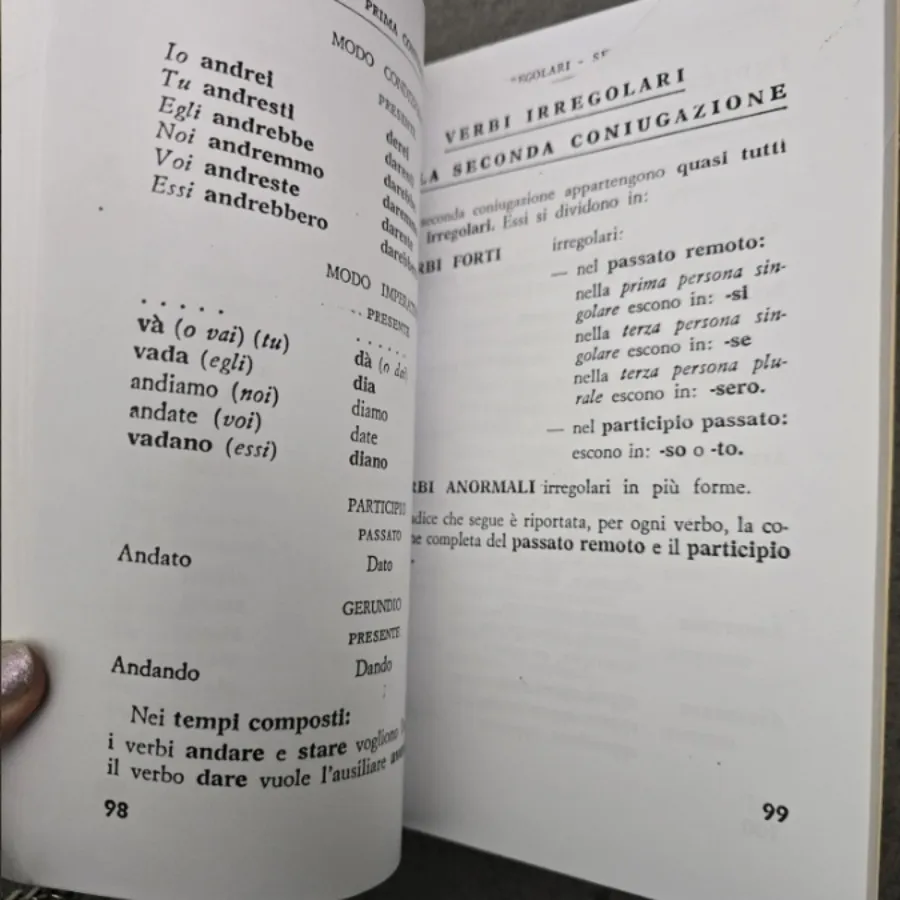 PRIMA
MODO
PRESENTE
Io andrei
Tu andresti
Egli andrebbe
Noi andremmo
Voi andreste
Essi andrebbero
derei
dareste
MODO
PRESENTE
. . . . .
. . . . . .
và (o vai) (tu)
dà (o
vada (egli)
dia
andiamo (noi)
diamo
andate (voi)
date
vadano (essi)
diano
PARTICIPIO
PASSATO
Andato
Dato
GERUNDIO
PRESENTE
Andando
Dando
Nei tempi composti:
i verbi andare e stare vogliono
il verbo dare vuole l'ausiliare
98
VERBI IRREGOLARI
SECONDA CONIUGAZIONE
seconda coniugazione appartengono quasi tutti
irregolari. Essi si dividono in:
FORTI
irregolari:
— nel passato remoto:
nella prima persona sin-
golare escono in: -si
nella terza persona sin-
golare escono in: -se
nella terza persona plu-
rale escono in: -sero.
— nel participio passato:
escono in: -so o -to.
ANORMALI irregolari in più forme.
che segue è riportata, per ogni verbo, la co-
completa del passato remoto e il participio
99